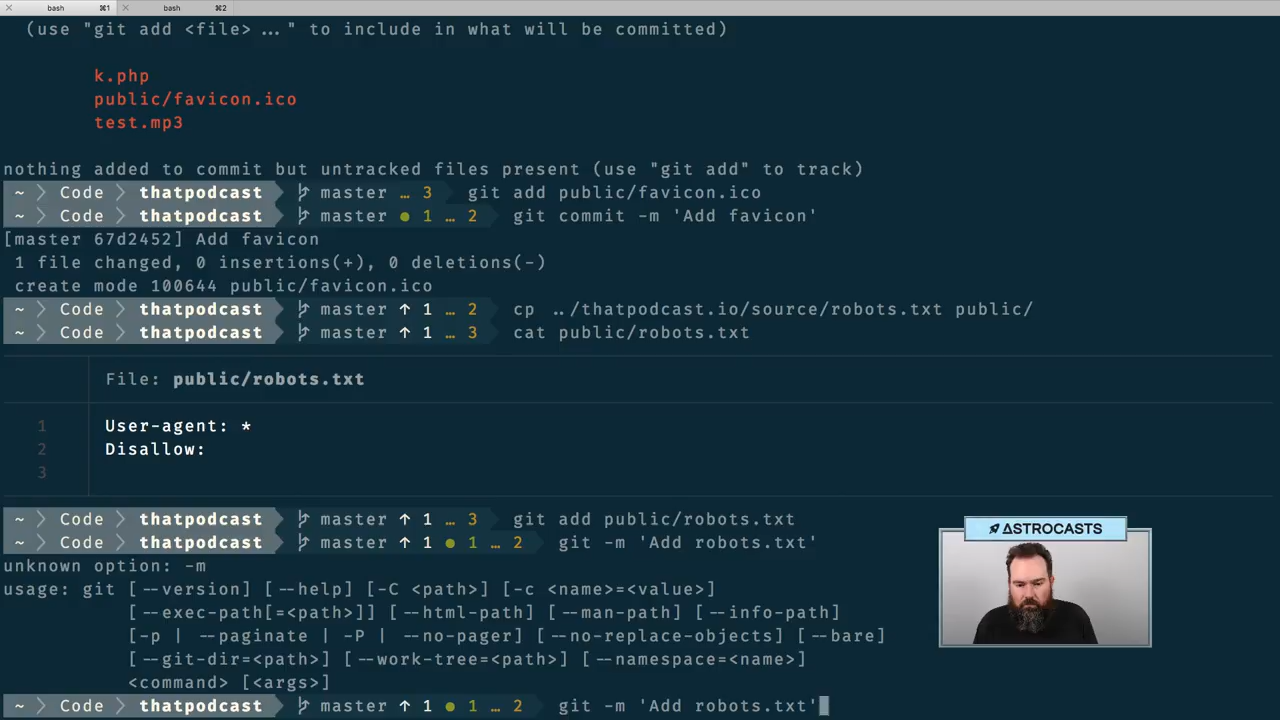 bash ⌘1 bash ⌘2
(use "git add <file>..." to include in what will be committed)
k.php
public/favicon.ico
test.mp3
nothing added to commit but untracked files present (use "git add" to track)
~ Code thatpodcast master … 3 git add public/favicon.ico
~ Code thatpodcast master ● 1 … 2 git commit -m 'Add favicon'
[master 67d2452] Add favicon
1 file changed, 0 insertions(+), 0 deletions(-)
create mode 100644 public/favicon.ico
~ Code thatpodcast master ↑ 1 … 2 cp ../thatpodcast.io/source/robots.txt public/
~ Code thatpodcast master ↑ 1 … 3 cat public/robots.txt
File: public/robots.txt
1 User-agent: *
2 Disallow:
3
~ Code thatpodcast master ↑ 1 … 3 git add public/robots.txt
~ Code thatpodcast master ↑ 1 ● 1 … 2 git -m 'Add robots.txt'
unknown option: -m
usage: git [--version] [--help] [-C <path>] [-c <name>=<value>]
[--exec-path[=<path>]] [--html-path] [--man-path] [--info-path]
[-p | --paginate | -P | --no-pager] [--no-replace-objects] [--bare]
[--git-dir=<path>] [--work-tree=<path>] [--namespace=<name>]
<command> [<args>]
~ Code thatpodcast master ↑ 1 ● 1 … 2 git -m 'Add robots.txt'
ASTROCASTS